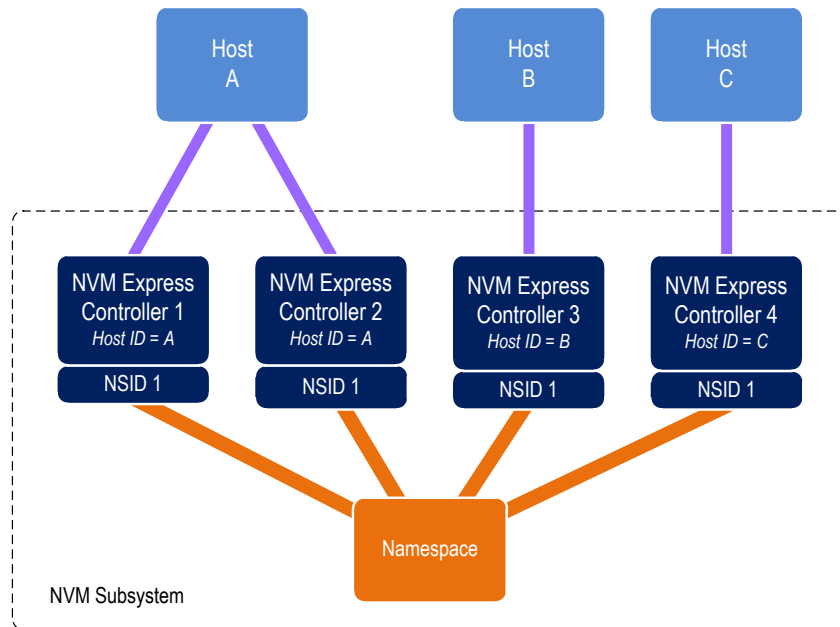 Host
A
Host
B
Host
C
NVM Express
Controller 1
Host ID = A
NVM Express
Controller 2
Host ID = A
NVM Express
Controller 3
Host ID = B
NVM Express
Controller 4
Host ID = C
NSID 1
NSID 1
NSID 1
NSID 1
Namespace
NVM Subsystem